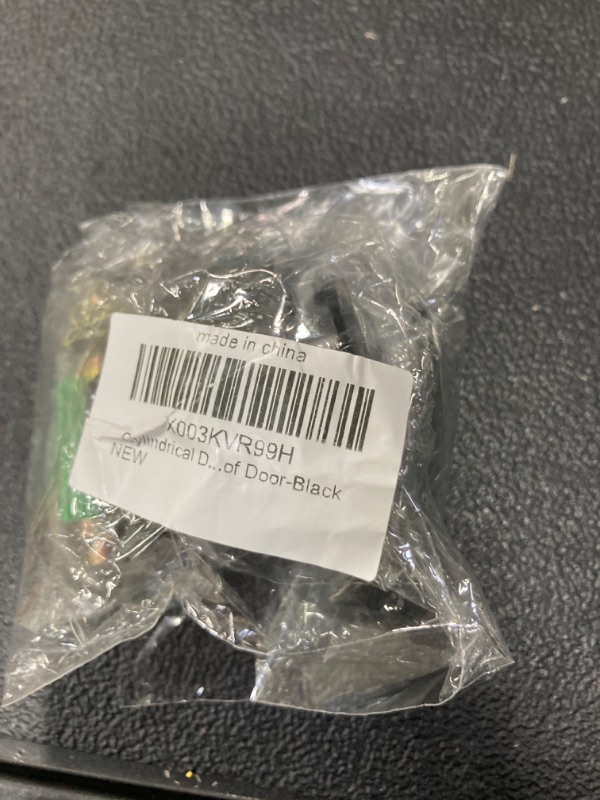 made in china
X003KVR99H
Cylindrical D...of Door-Black
NEW